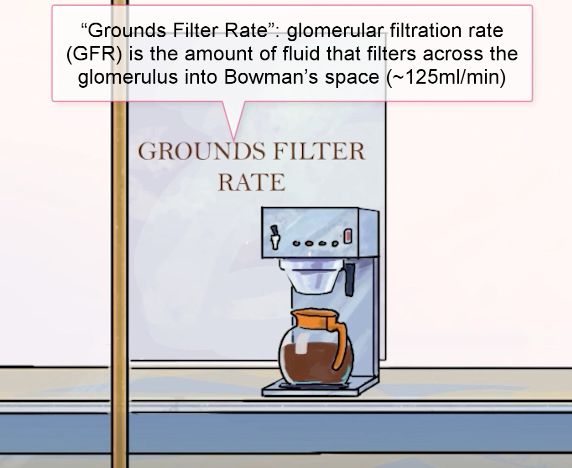 “Grounds Filter Rate”: glomerular filtration rate
(GFR) is the amount of fluid that filters across the
glomerulus into Bowman’s space (~125ml/min)
GROUNDS FILTER
RATE